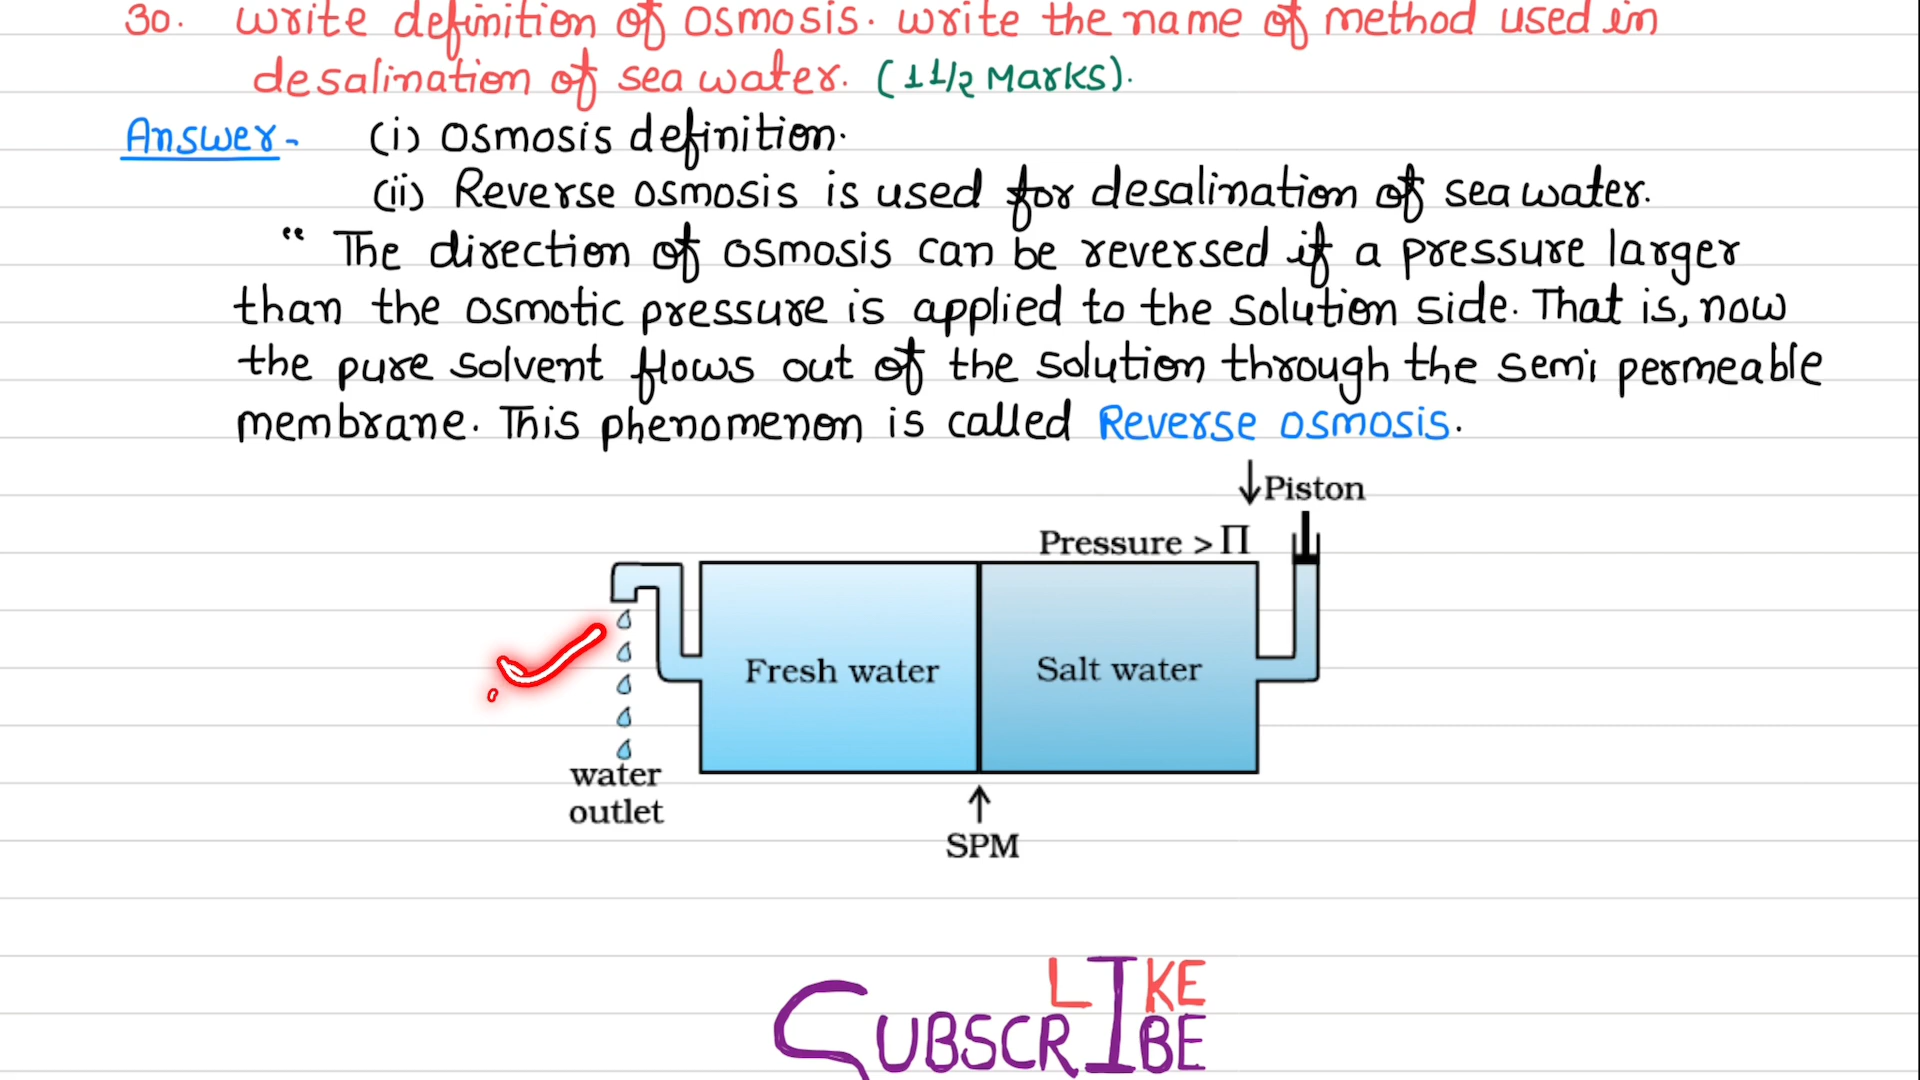 30. Write definition of osmosis. Write the name of method used in
desalination of sea water. (1 1/2 Marks).
Answer- (i) Osmosis definition.
(ii) Reverse osmosis is used for desalination of sea water.
" The direction of osmosis can be reversed if a pressure larger
than the osmotic pressure is applied to the solution side. That is, now
the pure solvent flows out of the solution through the semi permeable
membrane. This phenomenon is called Reverse osmosis.
↓Piston
Pressure > Π
Fresh water
Salt water
water
outlet
SPM
LIKE
SUBSCRIBE